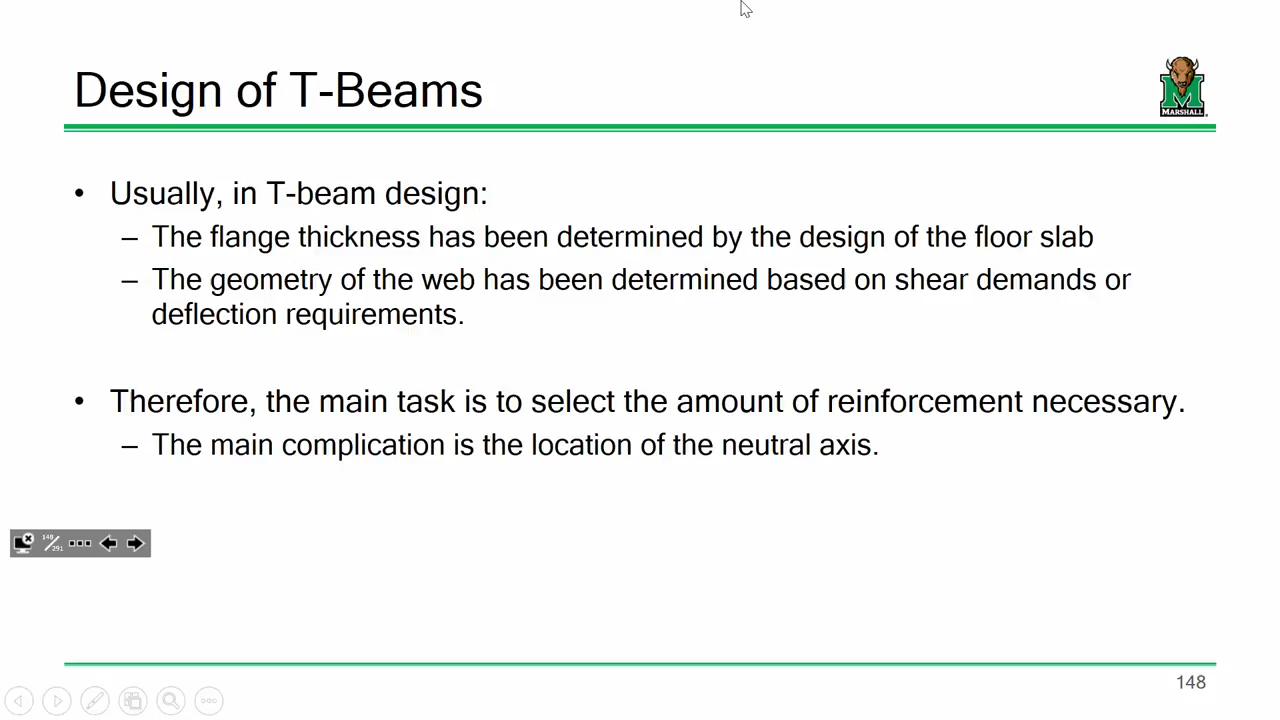 Design of T-Beams
MARSHALL
• Usually, in T-beam design:
– The flange thickness has been determined by the design of the floor slab
– The geometry of the web has been determined based on shear demands or
deflection requirements.
• Therefore, the main task is to select the amount of reinforcement necessary.
– The main complication is the location of the neutral axis.
148/291
148